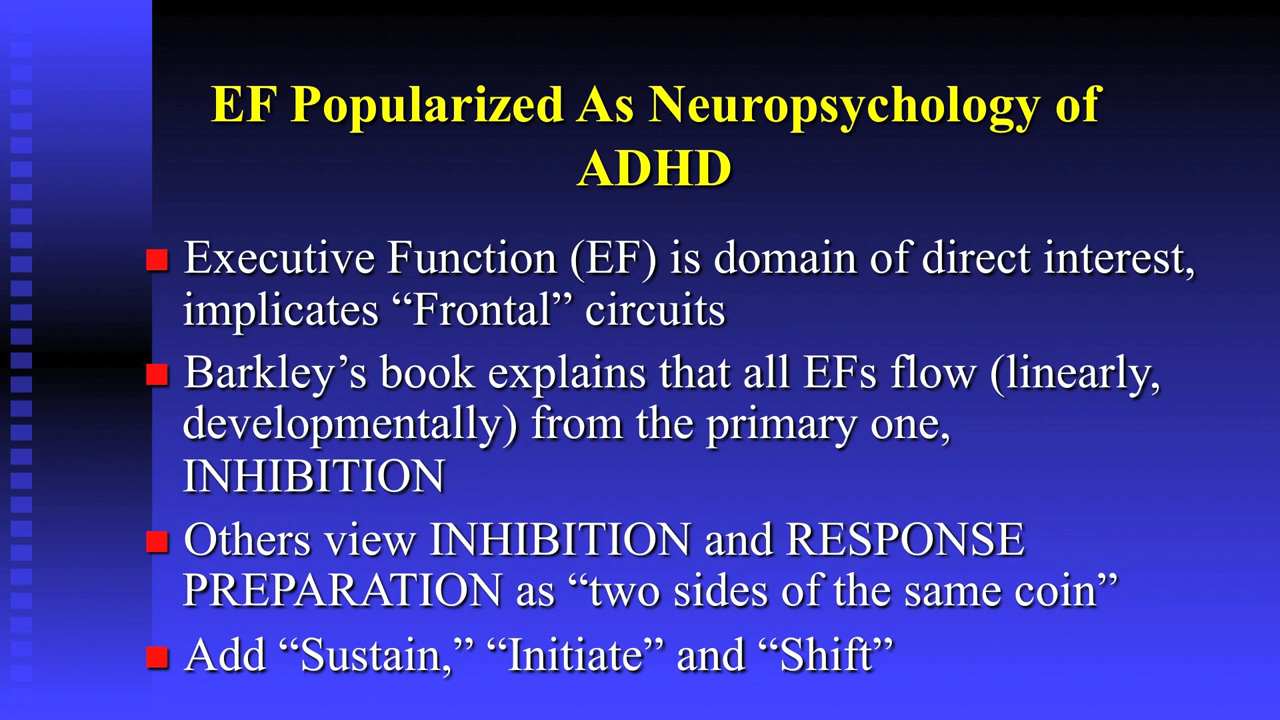 EF Popularized As Neuropsychology of
ADHD
Executive Function (EF) is domain of direct interest,
implicates “Frontal” circuits
Barkley’s book explains that all EFs flow (linearly,
developmentally) from the primary one,
INHIBITION
Others view INHIBITION and RESPONSE
PREPARATION as “two sides of the same coin”
Add “Sustain,” “Initiate” and “Shift”